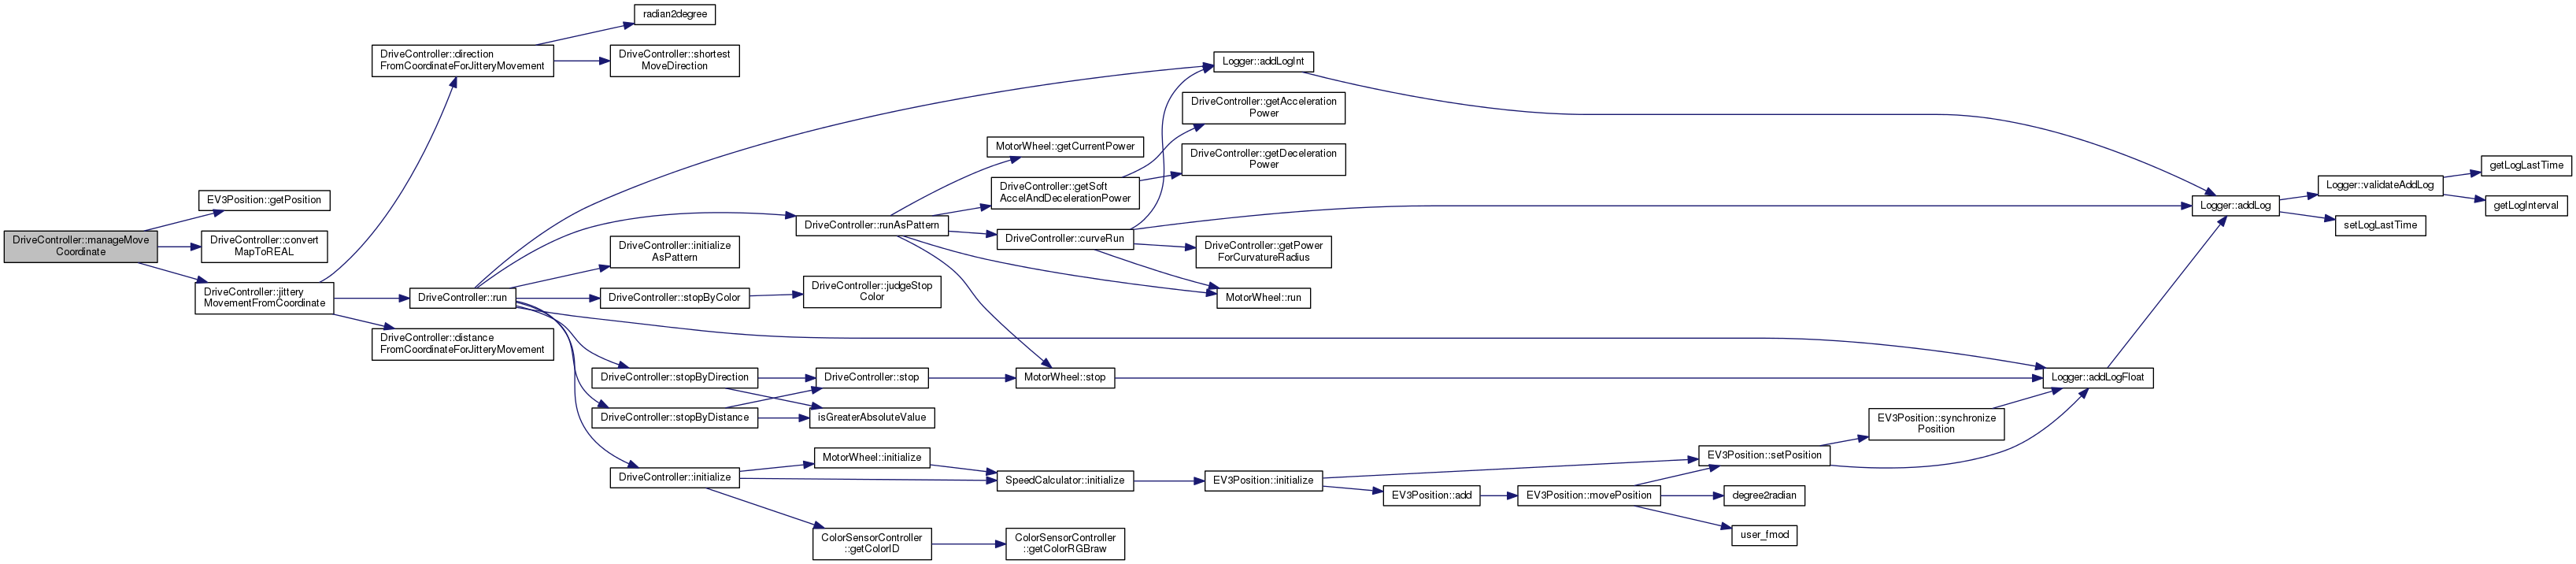 radian2degree
DriveController::direction
FromCoordinateForJitteryMovement
DriveController::shortest
MoveDirection
Logger::addLogInt
DriveController::getAcceleration
Power
MotorWheel::getCurrentPower
DriveController::getDeceleration
Power
getLogLastTime
Logger::validateAddLog
EV3Position::getPosition
DriveController::getSoft
AccelAndDecelerationPower
Logger::addLog
getLogInterval
DriveController::runAsPattern
setLogLastTime
DriveController::manageMove
Coordinate
DriveController::convert
MapToREAL
DriveController::initialize
AsPattern
DriveController::curveRun
DriveController::getPower
ForCurvatureRadius
DriveController::jittery
MovementFromCoordinate
DriveController::run
DriveController::stopByColor
DriveController::judgeStop
Color
MotorWheel::run
DriveController::distance
FromCoordinateForJitteryMovement
DriveController::stopByDirection
DriveController::stop
MotorWheel::stop
Logger::addLogFloat
DriveController::stopByDistance
isGreaterAbsoluteValue
EV3Position::synchronize
Position
MotorWheel::initialize
EV3Position::setPosition
DriveController::initialize
SpeedCalculator::initialize
EV3Position::initialize
EV3Position::add
EV3Position::movePosition
degree2radian
ColorSensorController
::getColorID
ColorSensorController
::getColorRGBraw
user_fmod